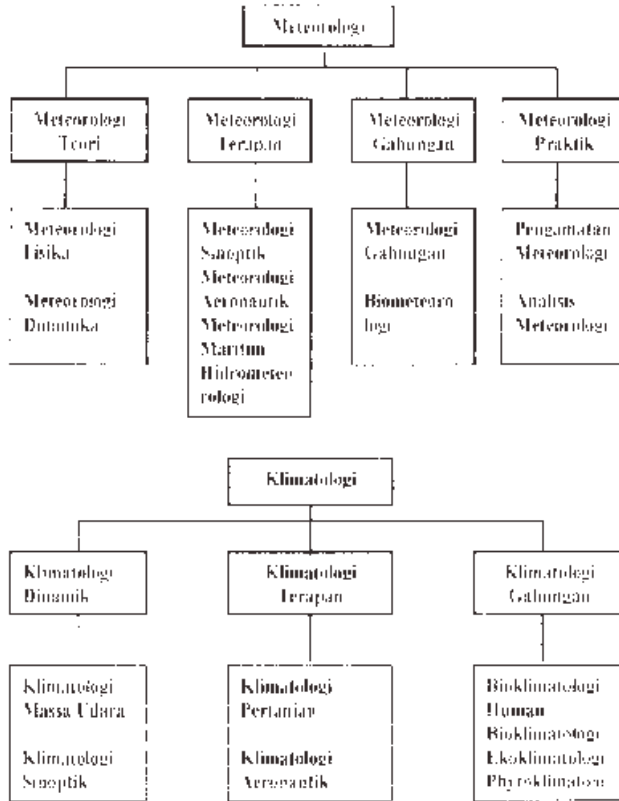 Meteorologi
Meteorologi
Teori
Meteorologi
Terapan
Meteorologi
Gabungan
Meteorologi
Praktik
Meteorologi
Fisika
Meteorologi
Meteorologi
Sinoptik
Meteorologi
Aeronautik
Meteorologi
Maritim
Hidrometeo
rologi
Meteorologi
Gabungan
Biometeoro
logi
Pengamatan
Meteorologi
Analisis
Meteorologi
Klimatologi
Klimatologi
Dinamik
Klimatologi
Terapan
Klimatologi
Gabungan
Klimatologi
Massa Udara
Klimatologi
Sinoptik
Klimatologi
Pertanian
Klimatologi
Aeronautik
Bioklimatologi
Human
Bioklimatologi
Ekoklimatologi